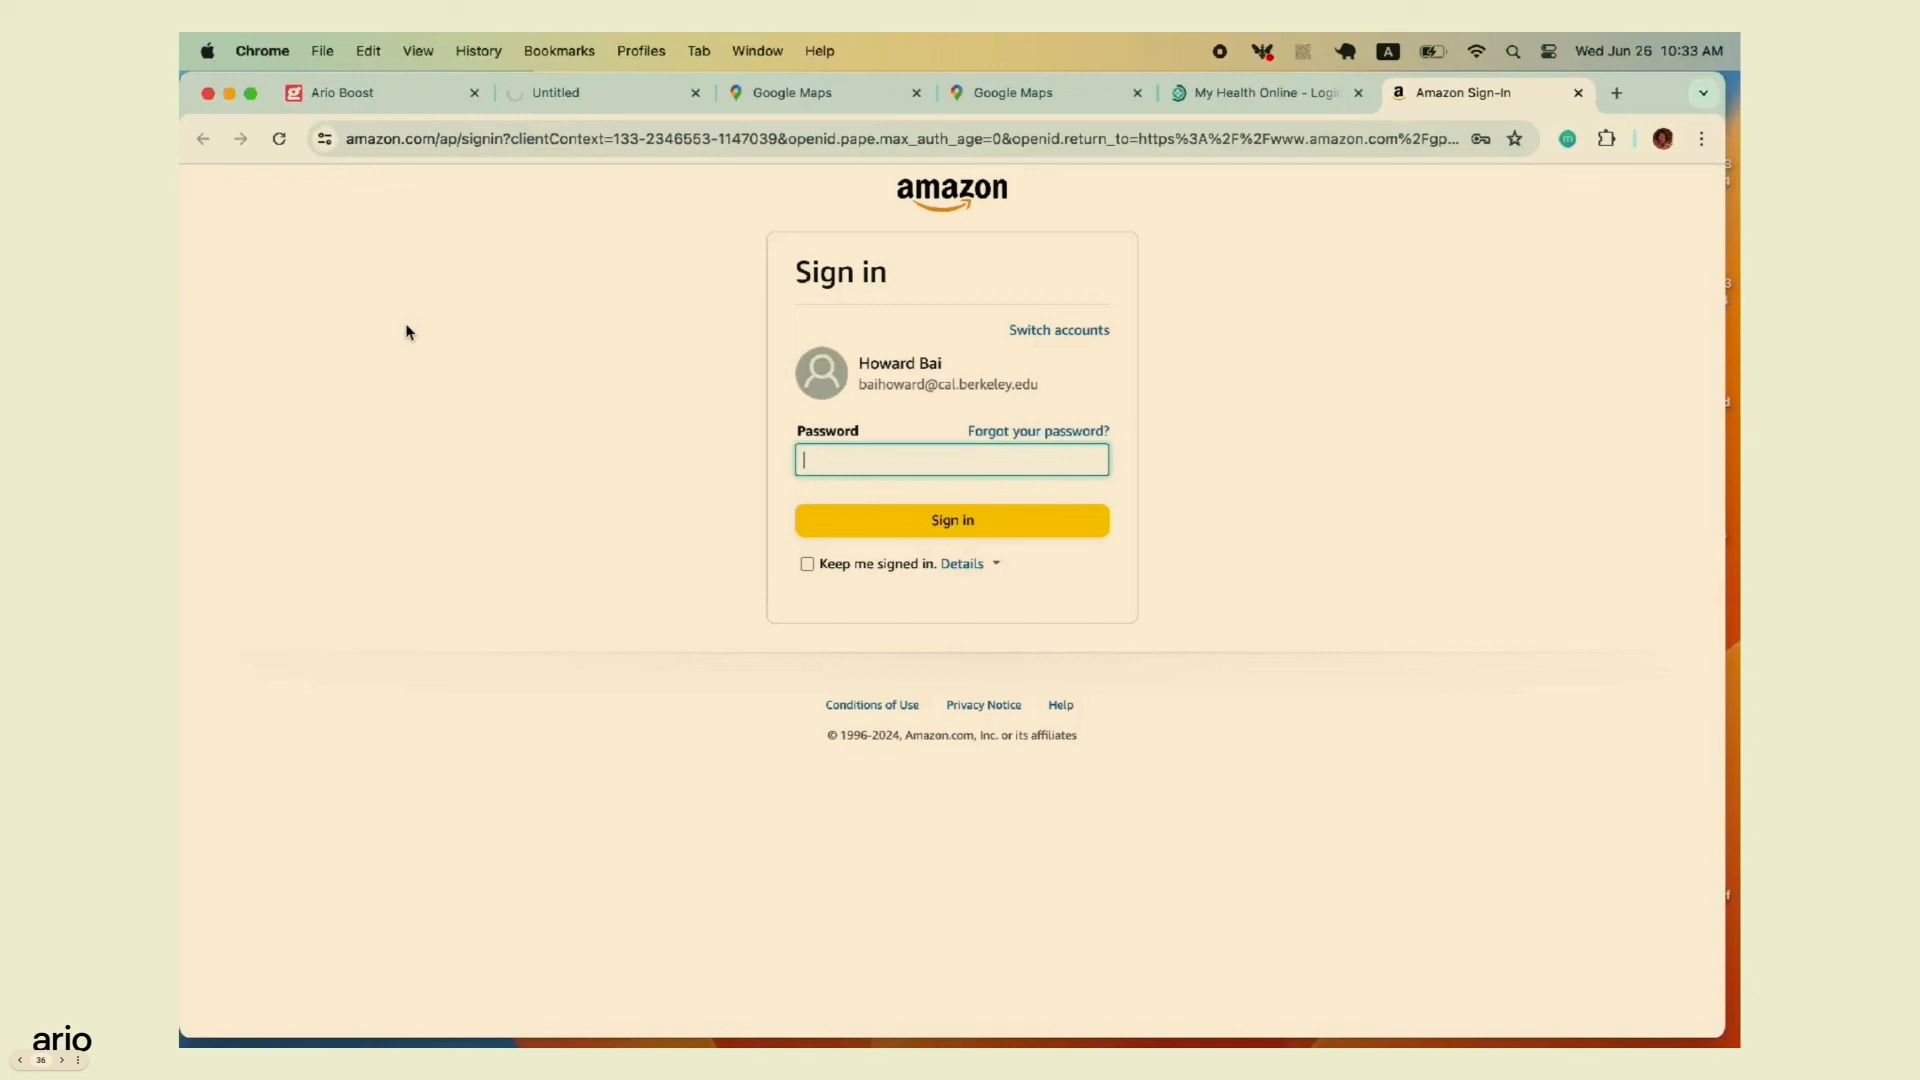 Chrome File Edit View History Bookmarks Profiles Tab Window Help A Wed Jun 26 10:33 AM
Ario Boost Untitled Google Maps Google Maps My Health Online - Logi Amazon Sign-In
amazon.com/ap/signin?clientContext=133-2346553-1147039&openid.pape.max_auth_age=0&openid.return_to=https%3A%2F%2Fwww.amazon.com%2Fgp...
amazon
Sign in
Switch accounts
Howard Bai
baihoward@cal.berkeley.edu
Password Forgot your password?
Sign in
Keep me signed in. Details
Conditions of Use Privacy Notice Help
© 1996-2024, Amazon.com, Inc. or its affiliates
ario
36